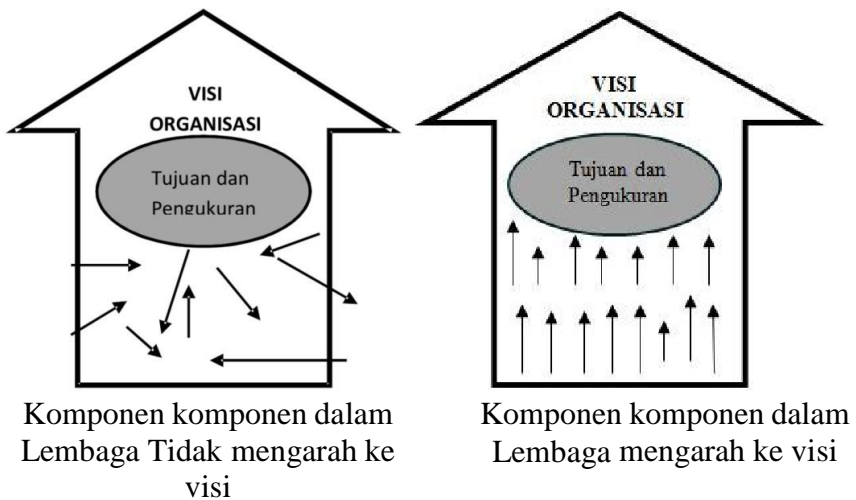 VISI
ORGANISASI
Tujuan dan
Pengukuran
Komponen komponen dalam
Lembaga Tidak mengarah ke
visi
VISI
ORGANISASI
Tujuan dan
Pengukuran
Komponen komponen dalam
Lembaga mengarah ke visi